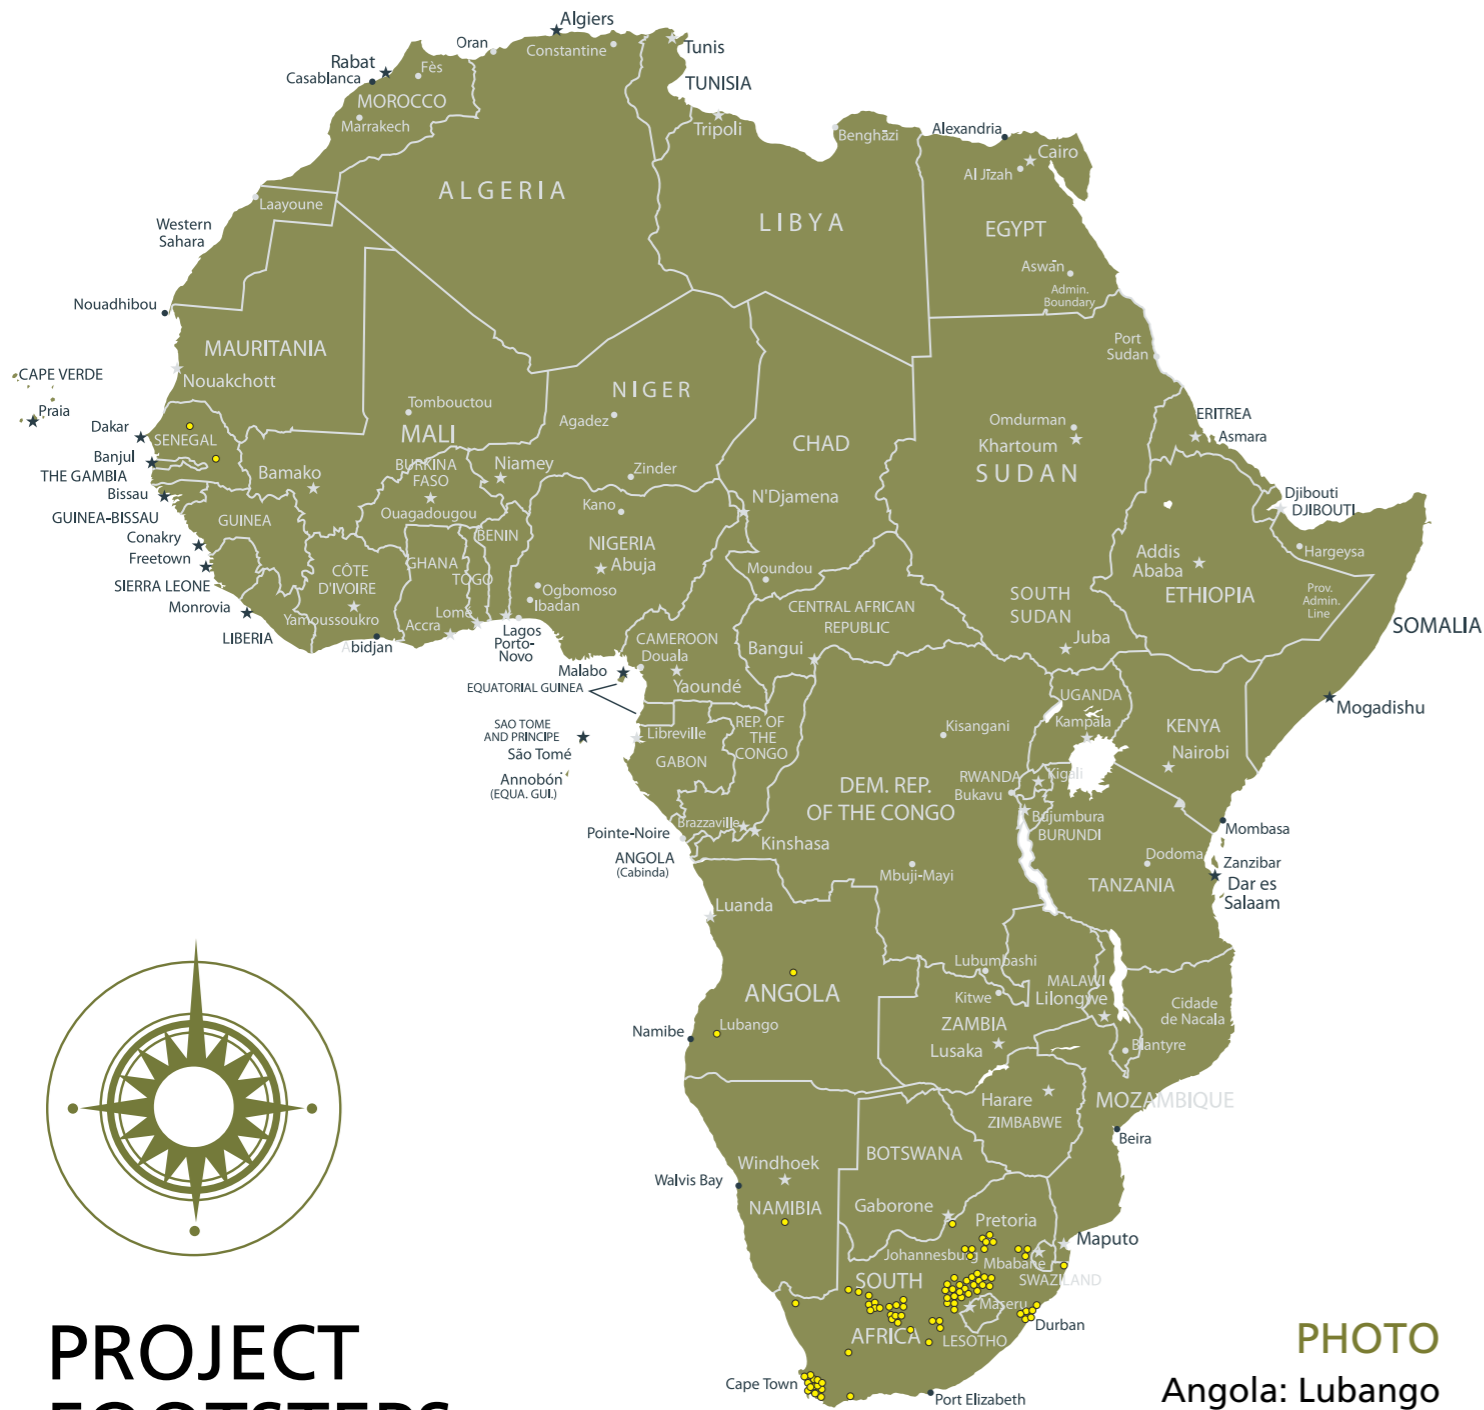 Algiers
Oran
Constantine
Tunis
Rabat
Casablanca
Fès
TUNISIA
MOROCCO
Marrakech
Tripoli
Benghāzi
Alexandria
Cairo
Al Jīzah
ALGERIA
Laayoune
Western
Sahara
LIBYA
EGYPT
Aswān
Admin.
Boundary
Nouadhibou
MAURITANIA
Port
Sudan
CAPE VERDE
Nouakchott
NIGER
Praia
Tombouctou
Agadez
Omdurman
ERITREA
Dakar
SENEGAL
MALI
CHAD
Khartoum
Asmara
Banjul
THE GAMBIA
Bamako
BURKINA
FASO
Niamey
Zinder
SUDAN
Bissau
N'Djamena
Djibouti
DJIBOUTI
GUINEA-BISSAU
GUINEA
Ouagadougou
Kano
Conakry
BENIN
NIGERIA
Abuja
Addis
Ababa
Hargeysa
Freetown
CÔTE
D'IVOIRE
GHANA
TOGO
Moundou
SIERRA LEONE
Ogbomoso
Ibadan
CENTRAL AFRICAN
REPUBLIC
SOUTH
SUDAN
ETHIOPIA
Prov.
Admin.
Line
Monrovia
Yamoussoukro
Lomé
Accra
SOMALIA
LIBERIA
Abidjan
Lagos
Porto-
Novo
CAMEROON
Douala
Bangui
Juba
Malabo
Yaoundé
EQUATORIAL GUINEA
UGANDA
Mogadishu
SAO TOME
AND PRINCIPE
Libreville
REP. OF
THE
CONGO
Kisangani
Kampala
KENYA
São Tomé
GABON
Nairobi
Annobón
(EQUA. GUI.)
DEM. REP.
OF THE CONGO
RWANDA
Kigali
Bukavu
Brazzaville
Bujumbura
BURUNDI
Mombasa
Pointe-Noire
Kinshasa
ANGOLA
(Cabinda)
Mbuji-Mayi
Dodoma
Zanzibar
TANZANIA
Dar es
Salaam
Luanda
Lubumbashi
MALAWI
ANGOLA
Kitwe
Lilongwe
Cidade
de Nacala
Namibe
Lubango
ZAMBIA
Lusaka
Blantyre
Harare
MOZAMBIQUE
ZIMBABWE
Beira
BOTSWANA
Windhoek
Walvis Bay
NAMIBIA
Gaborone
Pretoria
Maputo
Johannesburg
Mbabane
SWAZILAND
SOUTH
AFRICA
Maseru
LESOTHO
Durban
Cape Town
Port Elizabeth
PROJECT
FOOTSTEPS
PHOTO
Angola: Lubango